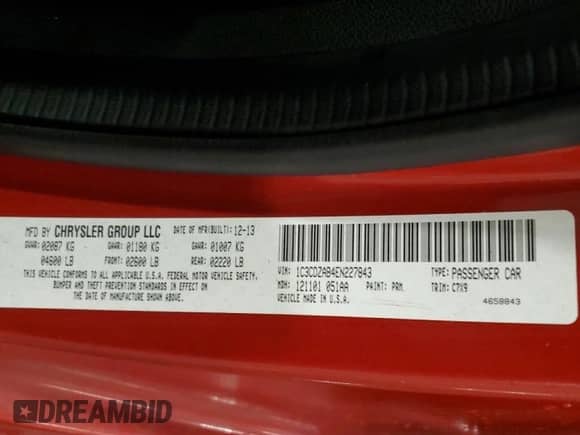 MFD BY CHRYSLER GROUP LLC DATE OF MFR(BUILT): 12-13
GVWR: 02087 KG GAWR: 01180 KG GAWR: 01007 KG
04600 LB FRONT: 02600 LB REAR: 02220 LB
THIS VEHICLE CONFORMS TO ALL APPLICABLE U.S.A. FEDERAL MOTOR VEHICLE SAFETY,
BUMPER AND THEFT PREVENTION STANDARDS IN EFFECT
ON THE DATE OF MANUFACTURE SHOWN ABOVE.
VIN: 1C3CDZAB4EN227843 TYPE: PASSENGER CAR
MDH: 121101 051AA PAINT: PRM TRIM: C7X9
VEHICLE MADE IN U.S.A. 4658843
DREAMBID